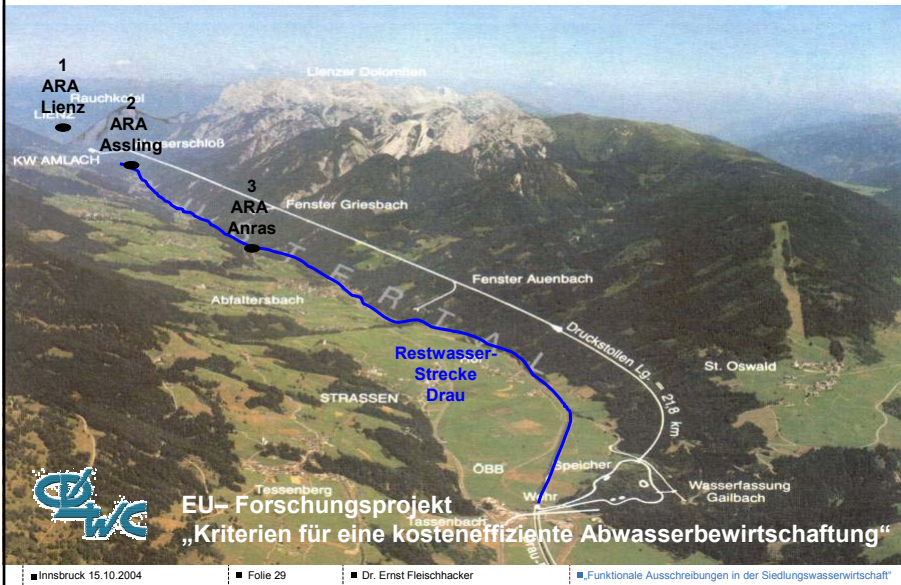 Lienzer Dolomiten
1
ARA
Lienz
Rauchkofel
LIENZ
2
ARA
Assling
KW AMLACH
serschloß
3
ARA
Anras
Fenster Griesbach
PUSTERTAL
Fenster Auenbach
Abfaltersbach
Druckstollen Lg. = 21,8 km
Restwasser-
Strecke
Drau
St. Oswald
STRASSEN
ÖBB
Speicher
Wasserfassung
Gailbach
Tessenberg
Wehr
Tassenbach
Drau-
EU– Forschungsprojekt
„Kriterien für eine kosteneffiziente Abwasserbewirtschaftung“
Innsbruck 15.10.2004
Folie 29
Dr. Ernst Fleischhacker
„Funktionale Ausschreibungen in der Siedlungswasserwirtschaft“